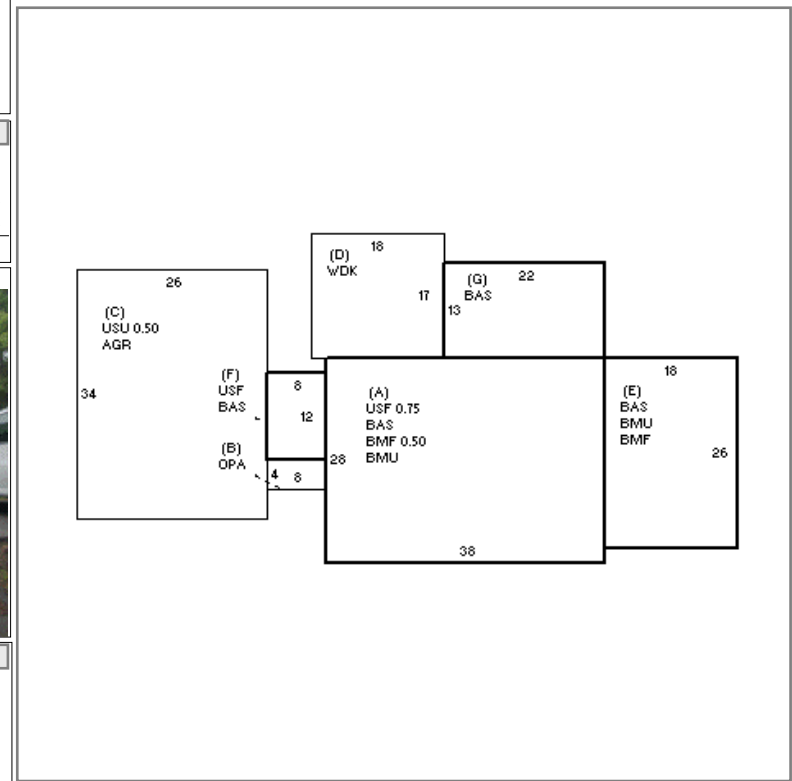 18
(D)
WDK
17
22
(G)
BAS
13
26
(C)
USU 0.50
AGR
34
(F)
USF
BAS
8
12
(B)
OPA
4
8
(A)
USF 0.75
BAS
BMF 0.50
BMU
28
38
18
(E)
BAS
BMU
BMF
26